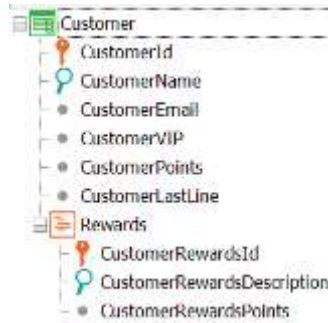 Customer
CustomerId
CustomerName
CustomerEmail
CustomerVIP
CustomerPoints
CustomerLastLine
Rewards
CustomerRewardsId
CustomerRewardsDescription
CustomerRewardsPoints